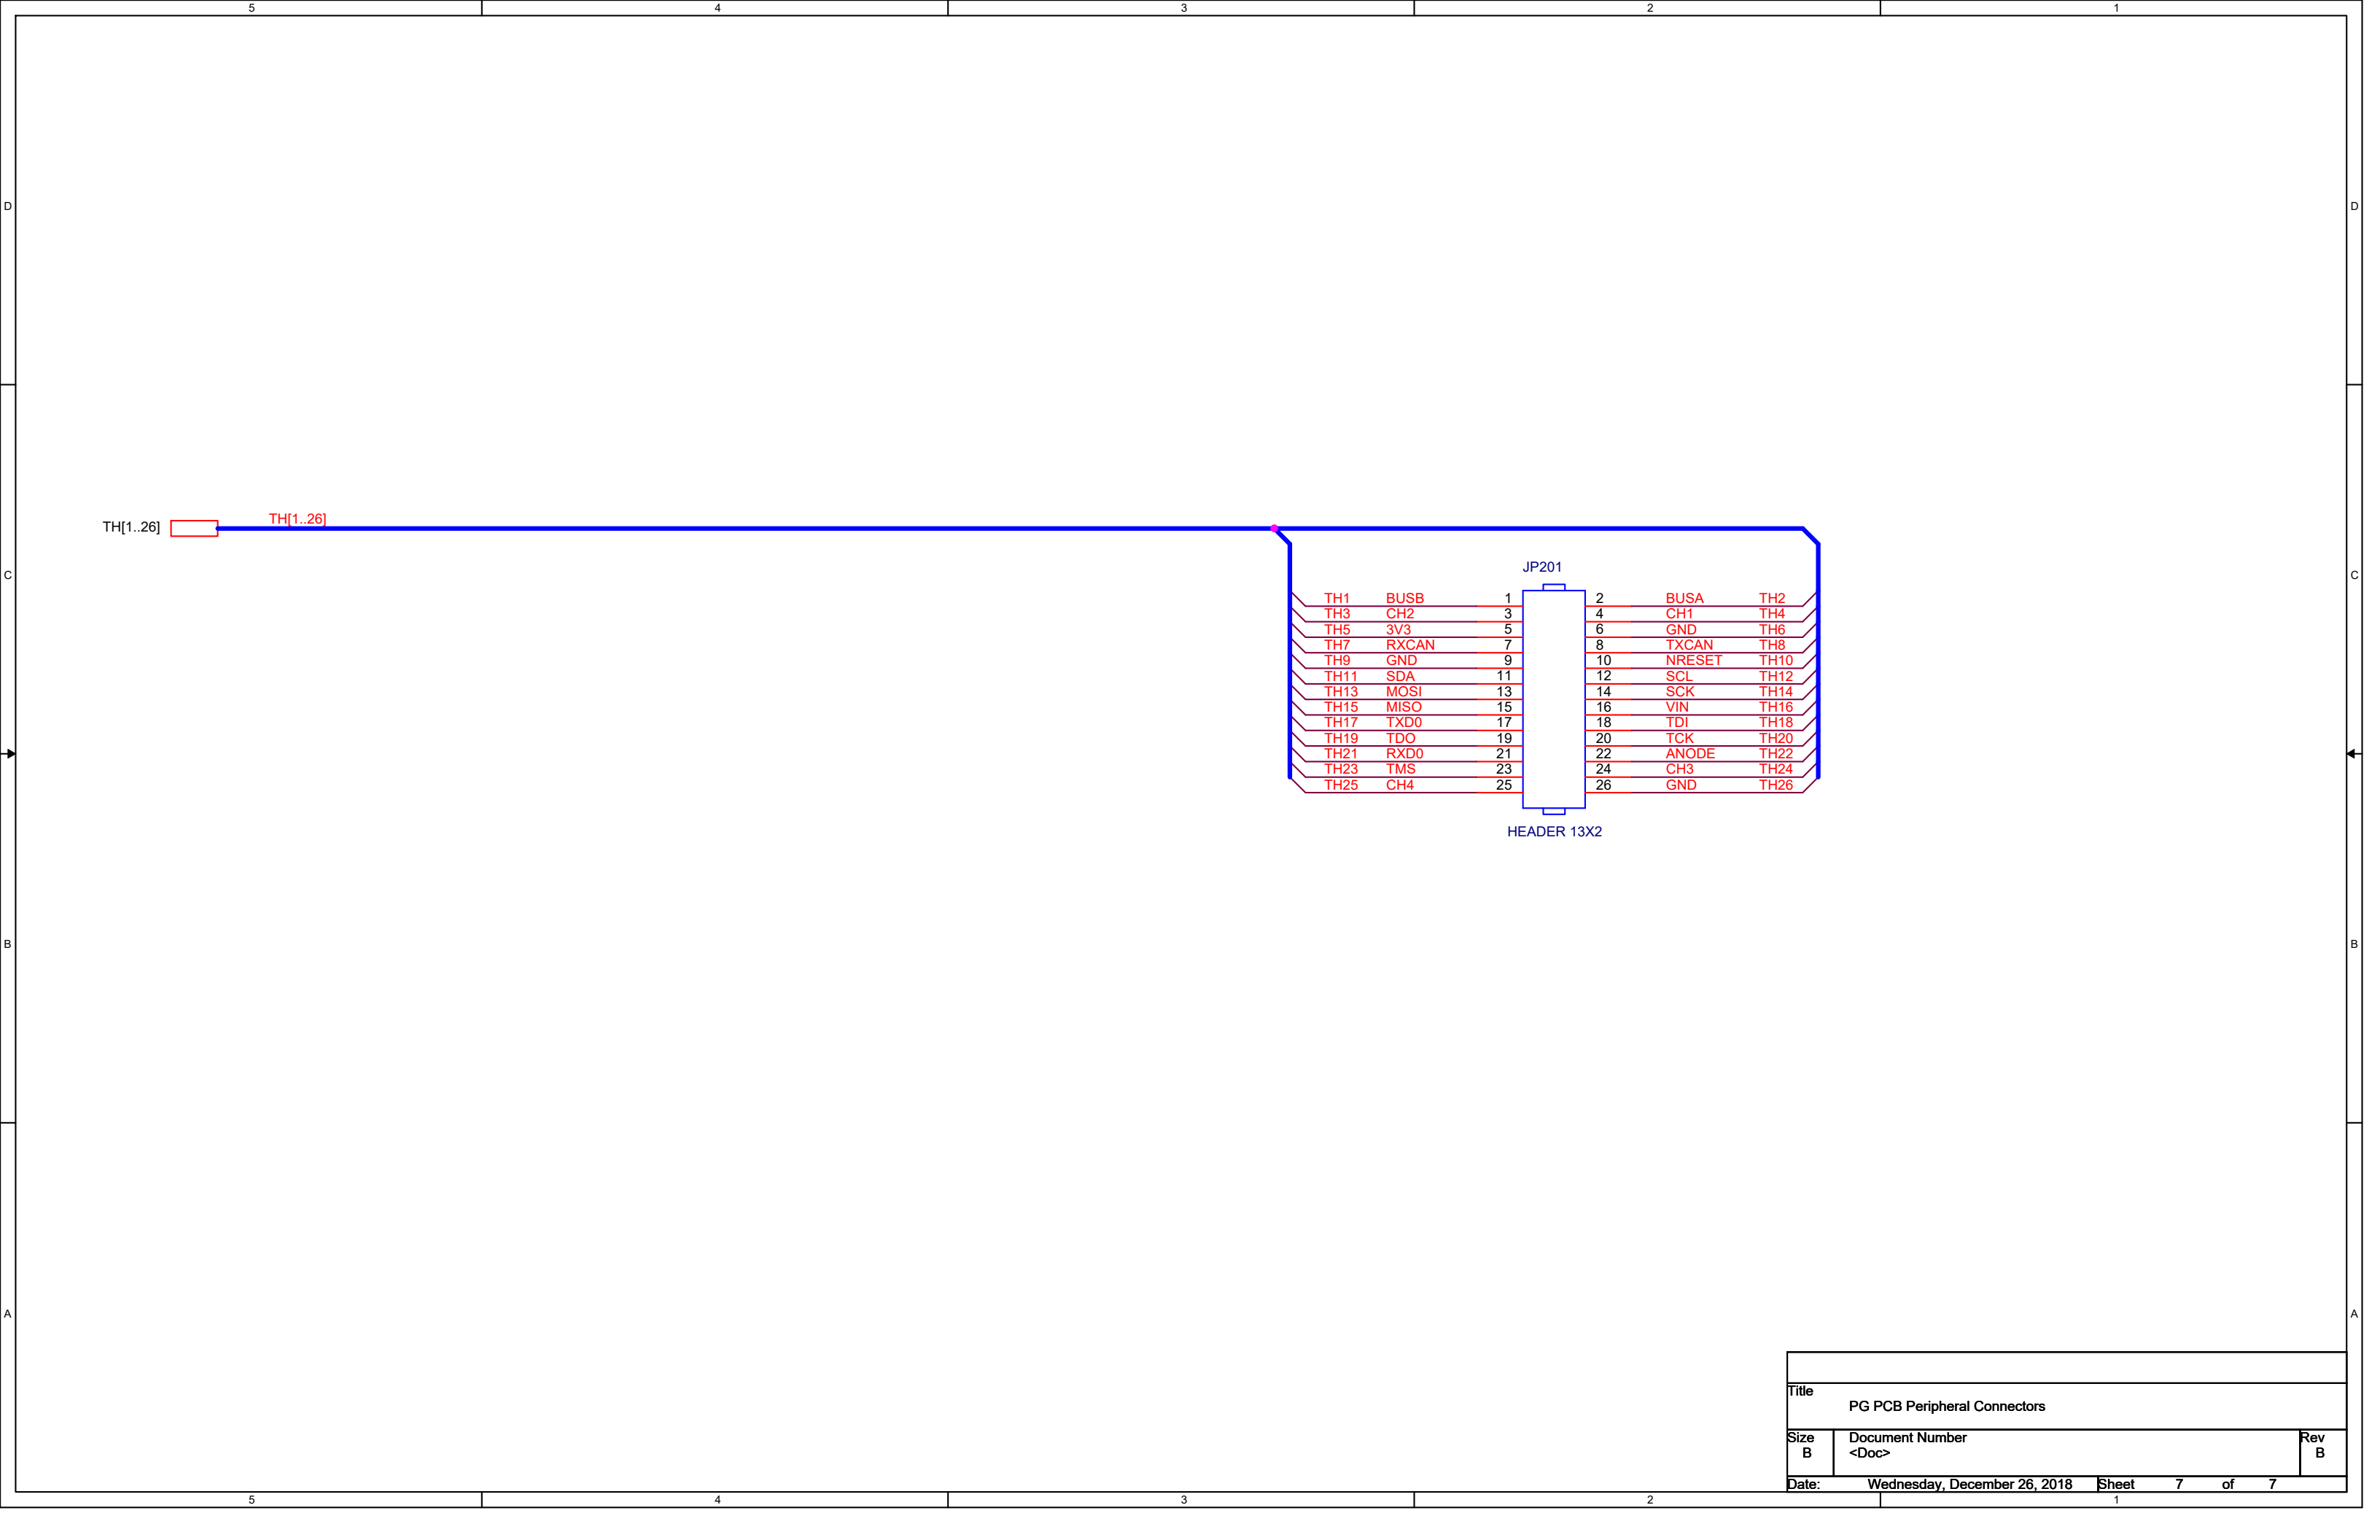 5 4 3 2 1
D D
TH[1..26] TH[1..26]
C C
JP201
TH1 BUSB 1 2 BUSA TH2
TH3 CH2 3 4 CH1 TH4
TH5 3V3 5 6 GND TH6
TH7 RXCAN 7 8 TXCAN TH8
TH9 GND 9 10 NRESET TH10
TH11 SDA 11 12 SCL TH12
TH13 MOSI 13 14 SCK TH14
TH15 MISO 15 16 VIN TH16
TH17 TXD0 17 18 TDI TH18
TH19 TDO 19 20 TCK TH20
TH21 RXD0 21 22 ANODE TH22
TH23 TMS 23 24 CH3 TH24
TH25 CH4 25 26 GND TH26
HEADER 13X2
B B
A A
Title
PG PCB Peripheral Connectors
Size Document Number Rev
B <Doc> B
Date: Wednesday, December 26, 2018 Sheet 7 of 7
5 4 3 2 1